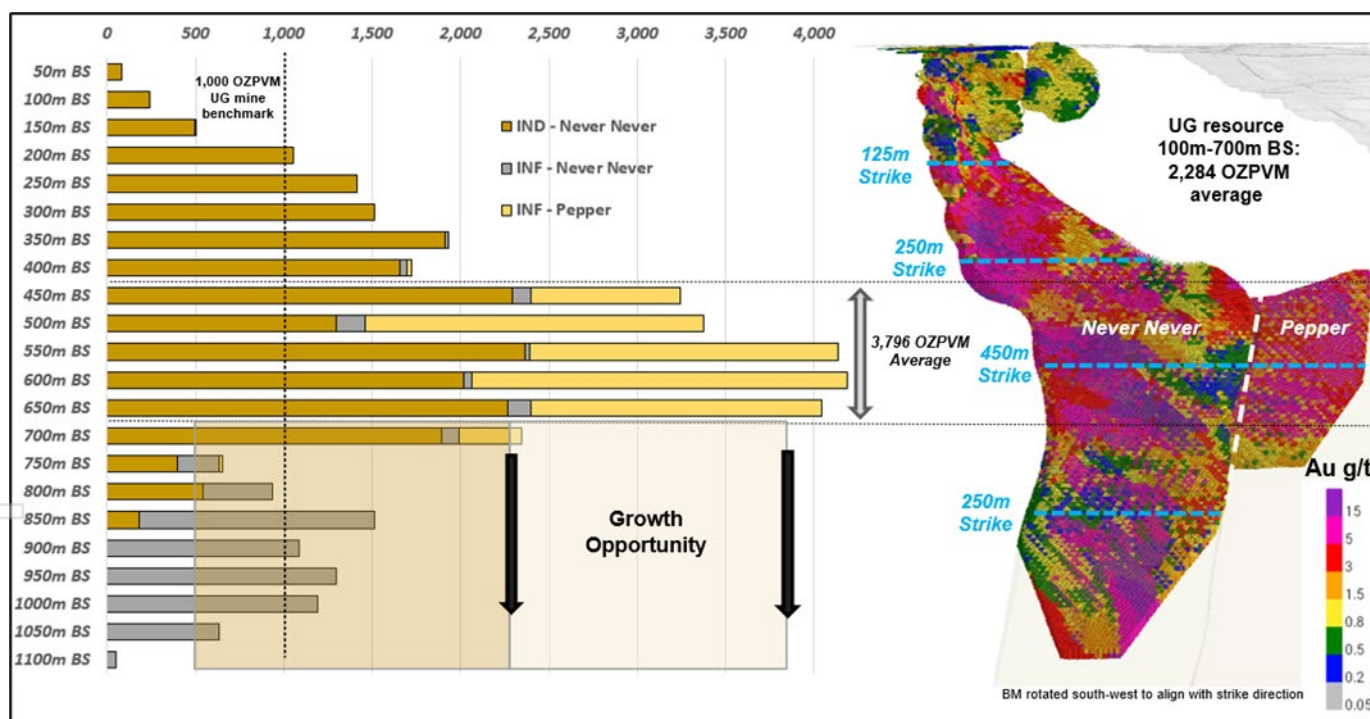 0 500 1,000 1,500 2,000 2,500 3,000 3,500 4,000
50m BS
100m BS
150m BS
200m BS
250m BS
300m BS
350m BS
400m BS
450m BS
500m BS
550m BS
600m BS
650m BS
700m BS
750m BS
800m BS
850m BS
900m BS
950m BS
1000m BS
1050m BS
1100m BS
1,000 OZPVM
UG mine
benchmark
IND - Never Never
INF - Never Never
INF - Pepper
3,796 OZPVM
Average
Growth
Opportunity
UG resource
100m-700m BS:
2,284 OZPVM
average
125m
Strike
250m
Strike
Never Never
Pepper
450m
Strike
250m
Strike
Au g/t
15
5
3
1.5
0.8
0.5
0.2
0.05
BM rotated south-west to align with strike direction